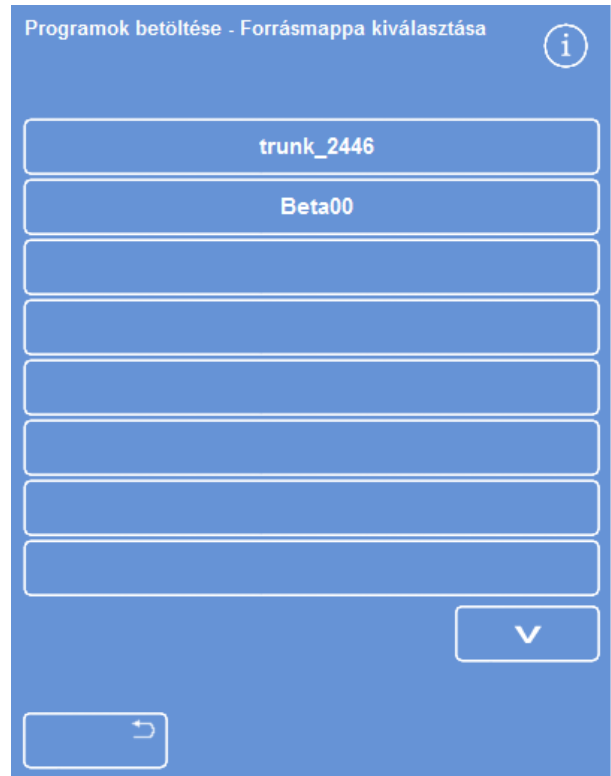 Programok betöltése - Forrásmappa kiválasztása
i
trunk_2446
Beta00
V